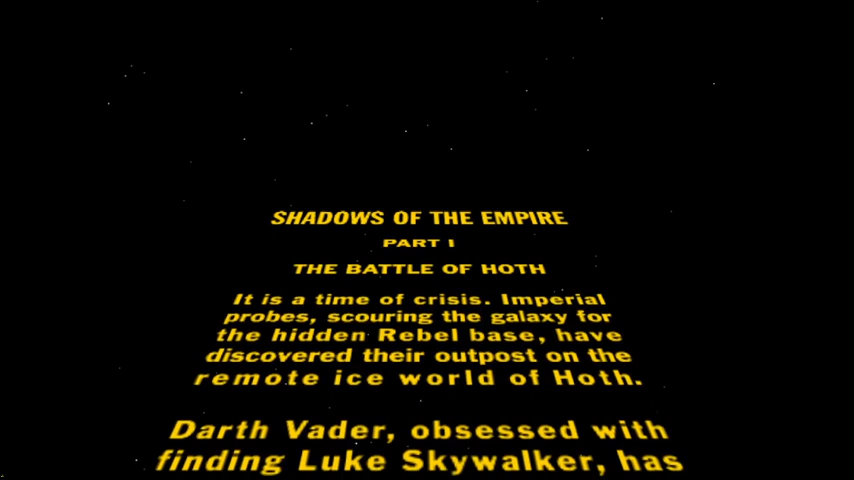 SHADOWS OF THE EMPIRE
PART I
THE BATTLE OF HOTH
It is a time of crisis. Imperial
probes, scouring the galaxy for
the hidden Rebel base, have
discovered their outpost on the
remote ice world of Hoth.
Darth Vader, obsessed with
finding Luke Skywalker, has